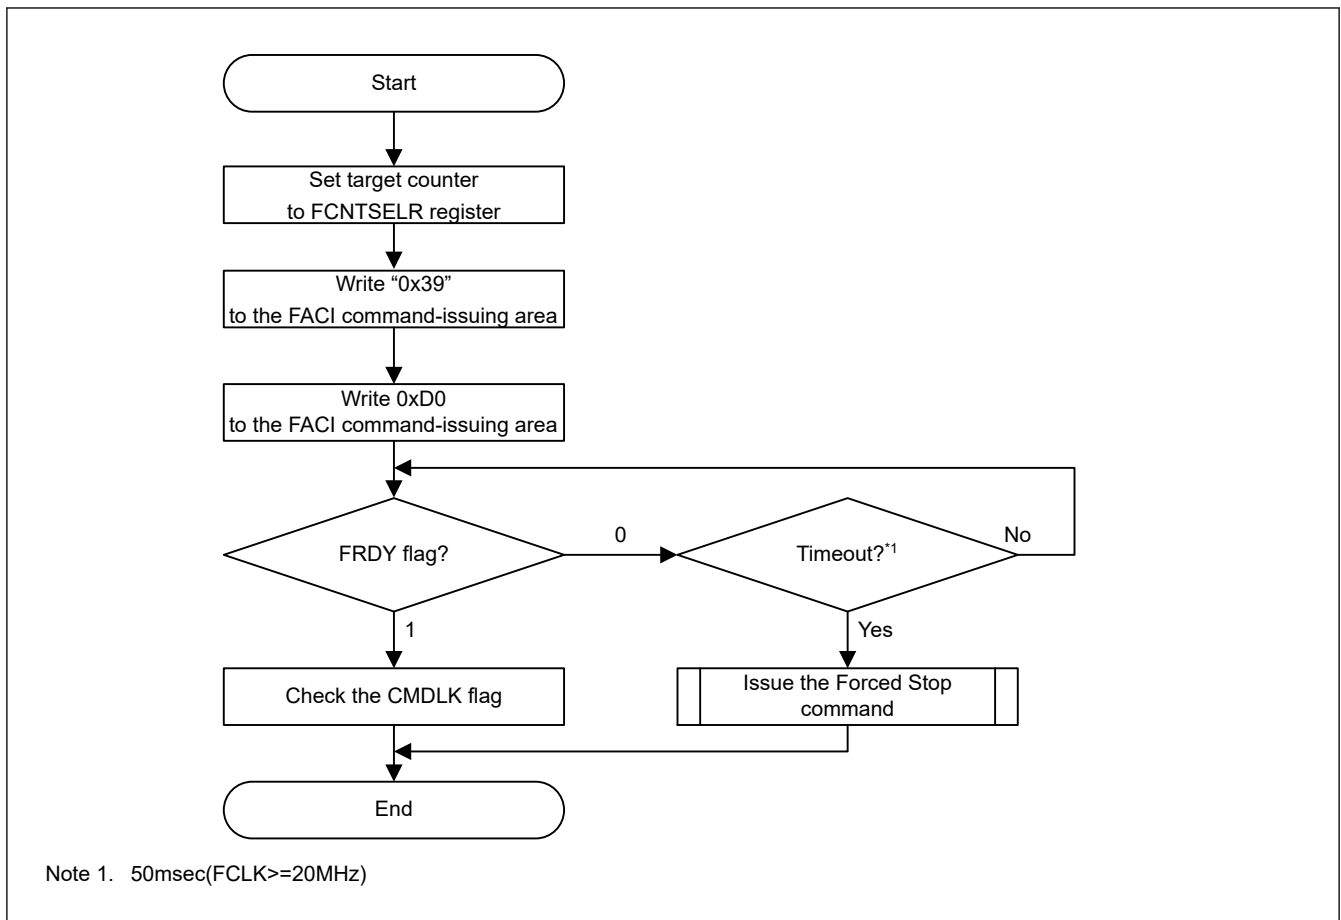 Start
Set target counter
to FCNTSELR register
Write “0x39”
to the FACI command-issuing area
Write 0xD0
to the FACI command-issuing area
FRDY flag?
0
Timeout?*1
No
1
Yes
Check the CMDLK flag
Issue the Forced Stop
command
End
Note 1. 50msec(FCLK>=20MHz)